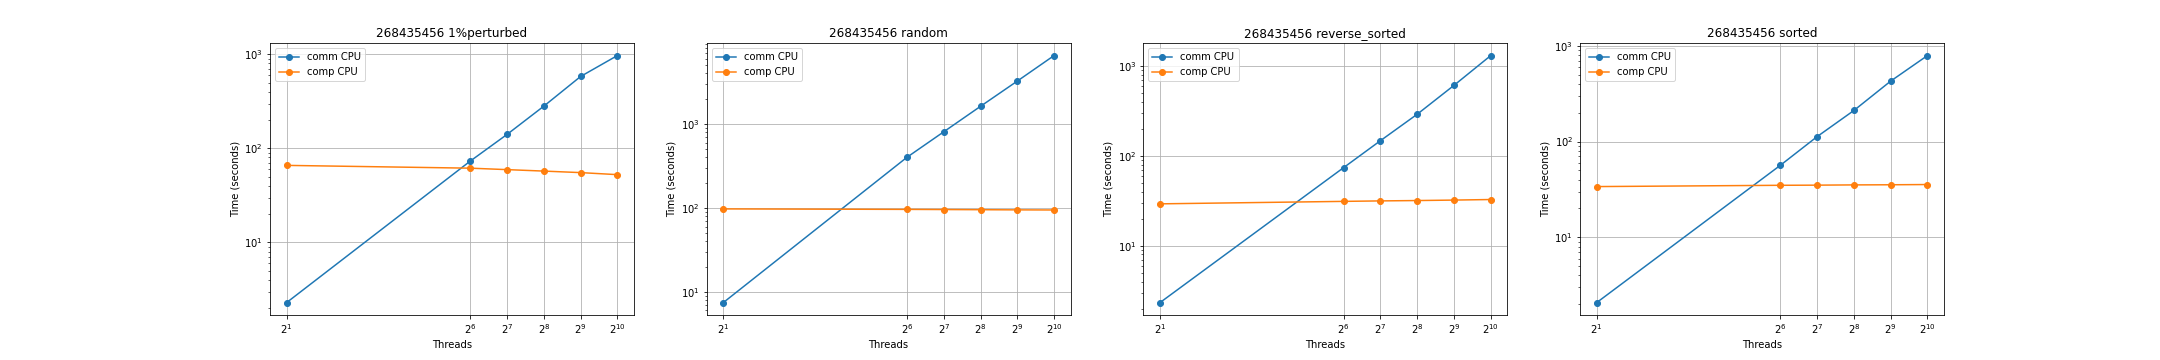 268435456 1%perturbed
comm CPU
comp CPU
10³
10²
10¹
Time (seconds)
2¹
2⁶
2⁷
2⁸
2⁹
2¹⁰
Threads
268435456 random
comm CPU
comp CPU
10³
10²
10¹
Time (seconds)
2¹
2⁶
2⁷
2⁸
2⁹
2¹⁰
Threads
268435456 reverse_sorted
comm CPU
comp CPU
10³
10²
10¹
Time (seconds)
2¹
2⁶
2⁷
2⁸
2⁹
2¹⁰
Threads
268435456 sorted
comm CPU
comp CPU
10³
10²
10¹
Time (seconds)
2¹
2⁶
2⁷
2⁸
2⁹
2¹⁰
Threads